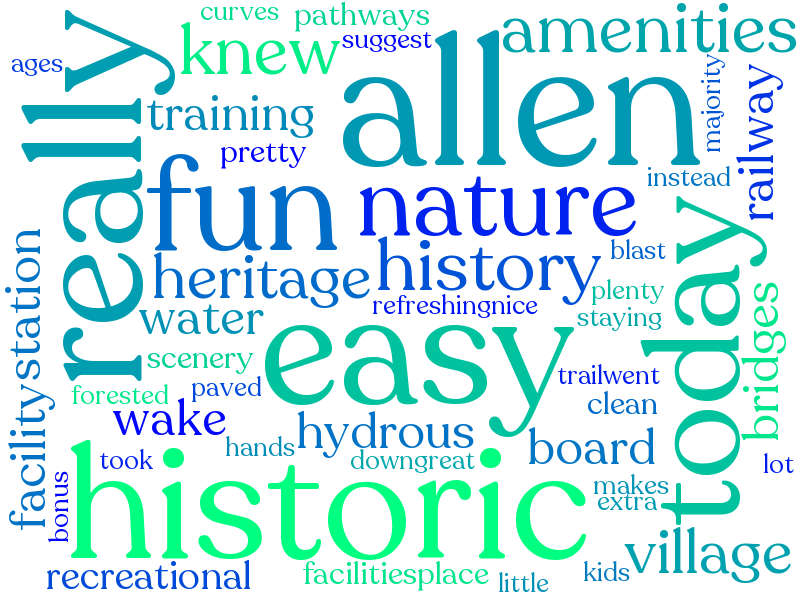 curves
pathways
amenities
ages
really
knew
suggest
allen
majority
railway
training
pretty
fun
nature
instead
today
heritage
history
blast
station
water
refreshingnice
plenty
staying
bridges
scenery
easy
forested
paved
trailwent
clean
facility
wake
hands
hydrous
board
downgreat
took
lot
bonus
historic
makes
extra
village
recreational
facilitiesplace
little
kids